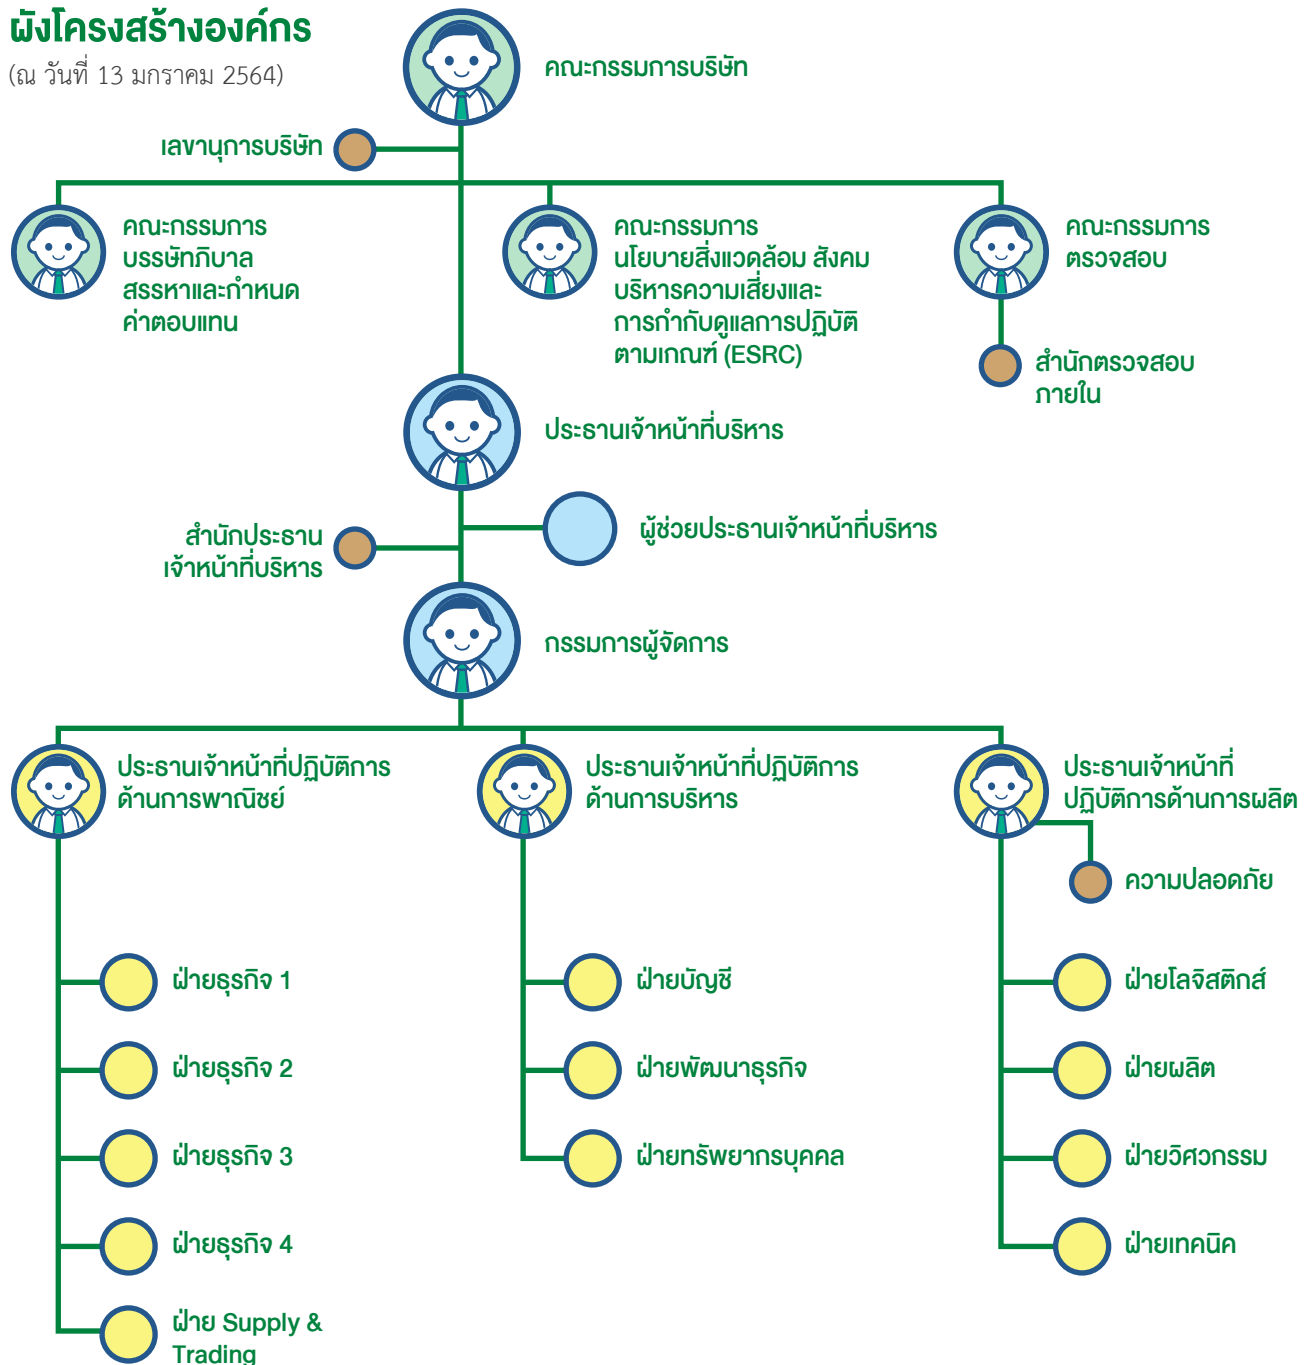 ผังโครงสร้างองค์กร
(ณ วันที่ 13 มกราคม 2564)
คณะกรรมการบริษัท
เลขานุการบริษัท
คณะกรรมการ
บรรษัทภิบาล
สรรหาและกำหนด
ค่าตอบแทน
คณะกรรมการ
นโยบายสิ่งแวดล้อม สังคม
บริหารความเสี่ยงและ
การกำกับดูแลการปฏิบัติ
ตามเกณฑ์ (ESRC)
คณะกรรมการ
ตรวจสอบ
สำนักตรวจสอบ
ภายใน
ประธานเจ้าหน้าที่บริหาร
ผู้ช่วยประธานเจ้าหน้าที่บริหาร
สำนักประธาน
เจ้าหน้าที่บริหาร
กรรมการผู้จัดการ
ประธานเจ้าหน้าที่ปฏิบัติการ
ด้านการพาณิชย์
ประธานเจ้าหน้าที่ปฏิบัติการ
ด้านการบริหาร
ประธานเจ้าหน้าที่
ปฏิบัติการด้านการผลิต
ความปลอดภัย
ฝ่ายธุรกิจ 1
ฝ่ายธุรกิจ 2
ฝ่ายธุรกิจ 3
ฝ่ายธุรกิจ 4
ฝ่าย Supply &
Trading
ฝ่ายบัญชี
ฝ่ายพัฒนาธุรกิจ
ฝ่ายทรัพยากรบุคคล
ฝ่ายโลจิสติกส์
ฝ่ายผลิต
ฝ่ายวิศวกรรม
ฝ่ายเทคนิค